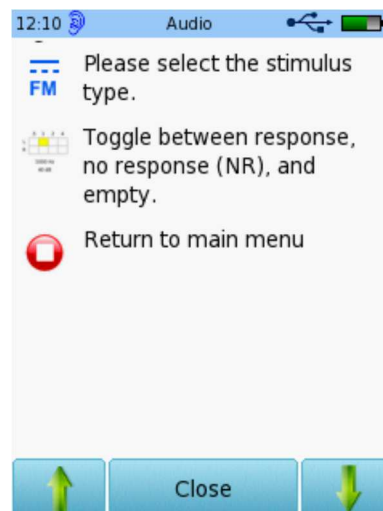 12:10 Audio
FM
Please select the stimulus
type.
Toggle between response,
no response (NR), and
empty.
Return to main menu
Close